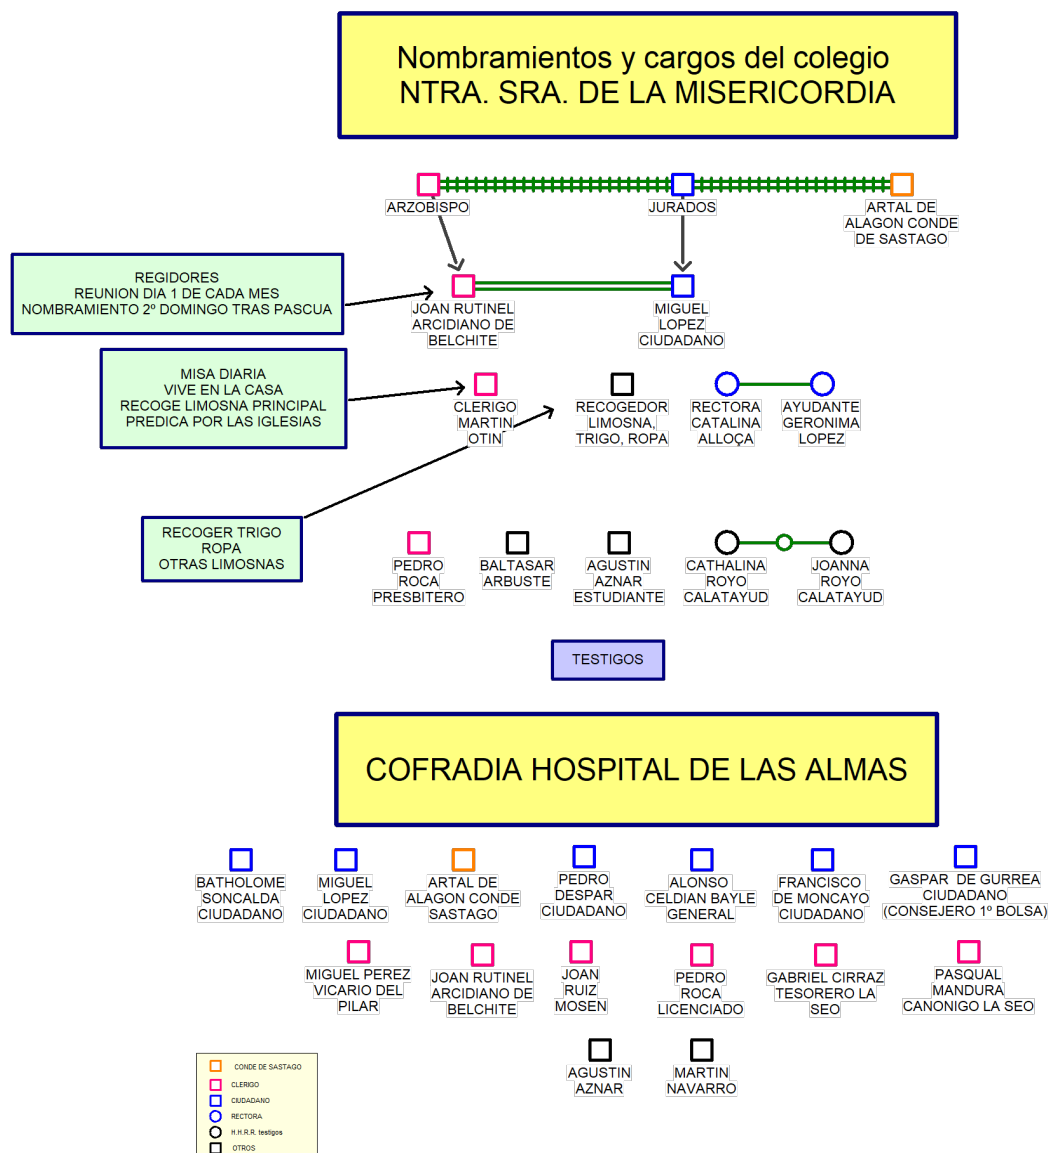 Nombramientos y cargos del colegio
NTRA. SRA. DE LA MISERICORDIA
ARZOBISPO
JURADOS
ARTAL DE
ALAGON CONDE
DE SASTAGO
REGIDORES
REUNION DIA 1 DE CADA MES
NOMBRAMIENTO 2º DOMINGO TRAS PASCUA
JOAN RUTINEL
ARCIDIANO DE
BELCHITE
MIGUEL
LOPEZ
CIUDADANO
MISA DIARIA
VIVE EN LA CASA
RECOGE LIMOSNA PRINCIPAL
PREDICA POR LAS IGLESIAS
CLERIGO
MARTIN
OTIN
RECOGEDOR
LIMOSNA,
TRIGO, ROPA
RECTORA
CATALINA
ALLOÇA
AYUDANTE
GERONIMA
LOPEZ
RECOGER TRIGO
ROPA
OTRAS LIMOSNAS
PEDRO
ROCA
PRESBITERO
BALTASAR
ARBUSTE
AGUSTIN
AZNAR
ESTUDIANTE
CATHALINA
ROYO
CALATAYUD
JOANNA
ROYO
CALATAYUD
TESTIGOS
COFRADIA HOSPITAL DE LAS ALMAS
BATHOLOME
SONCALDA
CIUDADANO
MIGUEL
LOPEZ
CIUDADANO
ARTAL DE
ALAGON CONDE
SASTAGO
PEDRO
DESPAR
CIUDADANO
ALONSO
CELDIAN BAYLE
GENERAL
FRANCISCO
DE MONCAYO
CIUDADANO
GASPAR DE GURREA
CIUDADANO
(CONSEJERO 1º BOLSA)
MIGUEL PEREZ
VICARIO DEL
PILAR
JOAN RUTINEL
ARCIDIANO DE
BELCHITE
JOAN
RUIZ
MOSEN
PEDRO
ROCA
LICENCIADO
GABRIEL CIRRAZ
TESORERO LA
SEO
PASQUAL
MANDURA
CANONIGO LA SEO
AGUSTIN
AZNAR
MARTIN
NAVARRO
CONDE DE SASTAGO
CLERIGO
CIUDADANO
RECTORA
H.H.R.R. testigos
OTROS